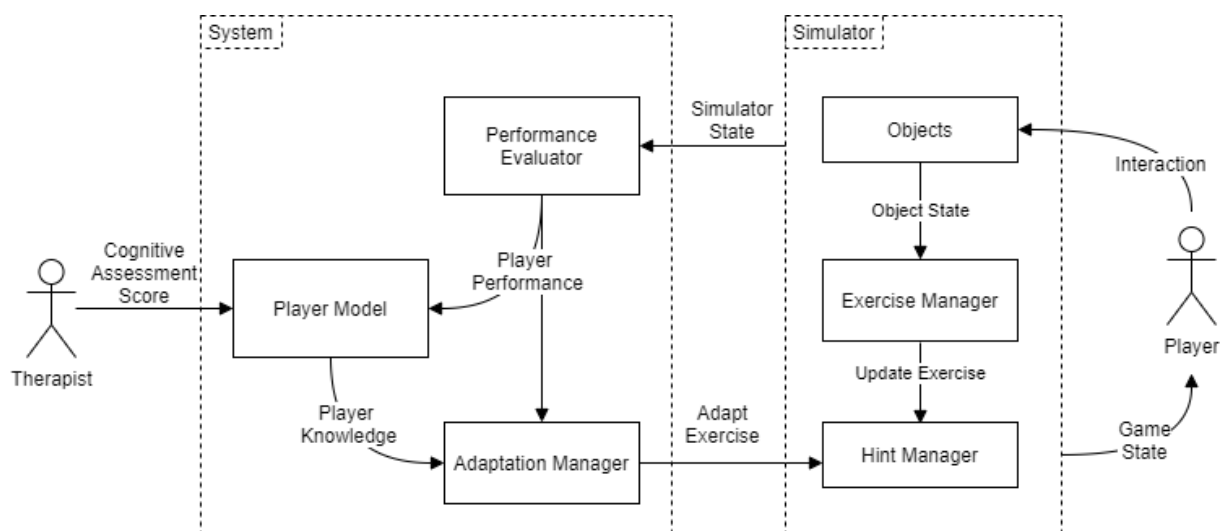 System
Simulator
Performance
Evaluator
Simulator
State
Objects
Interaction
Object State
Cognitive
Assessment
Score
Player
Performance
Player Model
Exercise Manager
Therapist
Player
Update Exercise
Player
Knowledge
Adapt
Exercise
Adaptation Manager
Hint Manager
Game
State